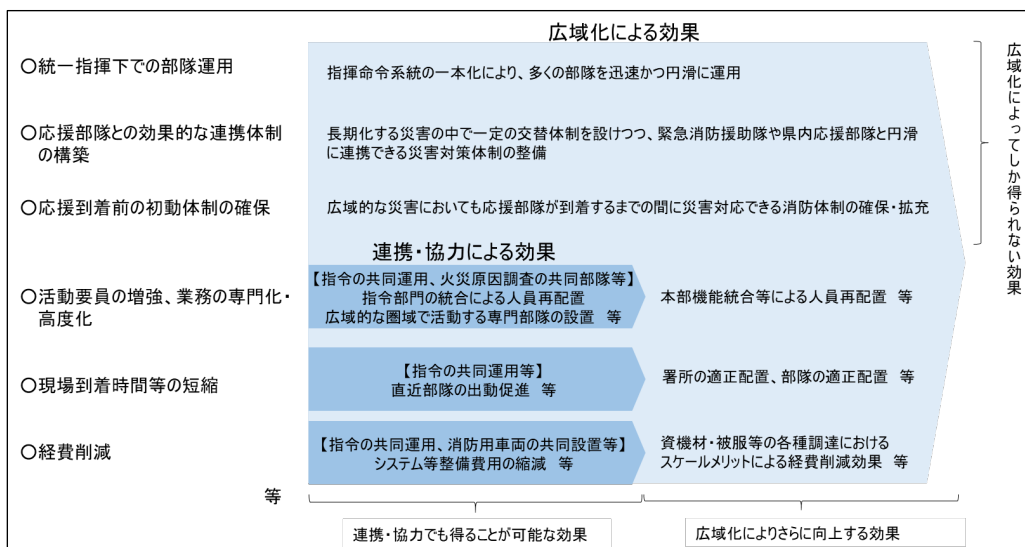 広域化による効果
○統一指揮下での部隊運用
指揮命令系統の一本化により、多くの部隊を迅速かつ円滑に運用
○応援部隊との効果的な連携体制
の構築
長期化する災害の中で一定の交替体制を設けつつ、緊急消防援助隊や県内応援部隊と円滑
に連携できる災害対策体制の整備
○応援到着前の初動体制の確保
広域的な災害においても応援部隊が到着するまでの間に災害対応できる消防体制の確保・拡充
広域化によってしか得られない効果
連携・協力による効果
○活動要員の増強、業務の専門化・
高度化
【指令の共同運用、火災原因調査の共同部隊等】
指令部門の統合による人員再配置
広域的な圏域で活動する専門部隊の設置　等
本部機能統合等による人員再配置　等
○現場到着時間等の短縮
【指令の共同運用等】
直近部隊の出動促進　等
署所の適正配置、部隊の適正配置　等
○経費削減
【指令の共同運用、消防用車両の共同設置等】
システム等整備費用の縮減　等
資機材・被服等の各種調達における
スケールメリットによる経費削減効果　等
等
連携・協力でも得ることが可能な効果
広域化によりさらに向上する効果